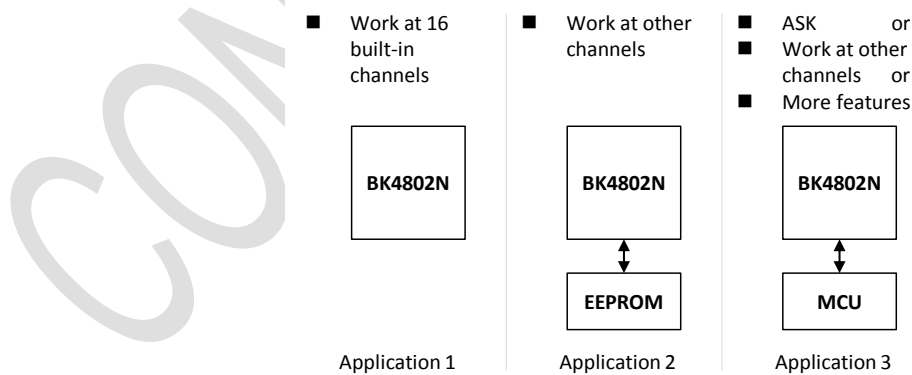 ■ Work at 16
built-in
channels
BK4802N
Application 1
■ Work at other
channels
BK4802N
EEPROM
Application 2
■ ASK or
■ Work at other
channels or
■ More features
BK4802N
MCU
Application 3